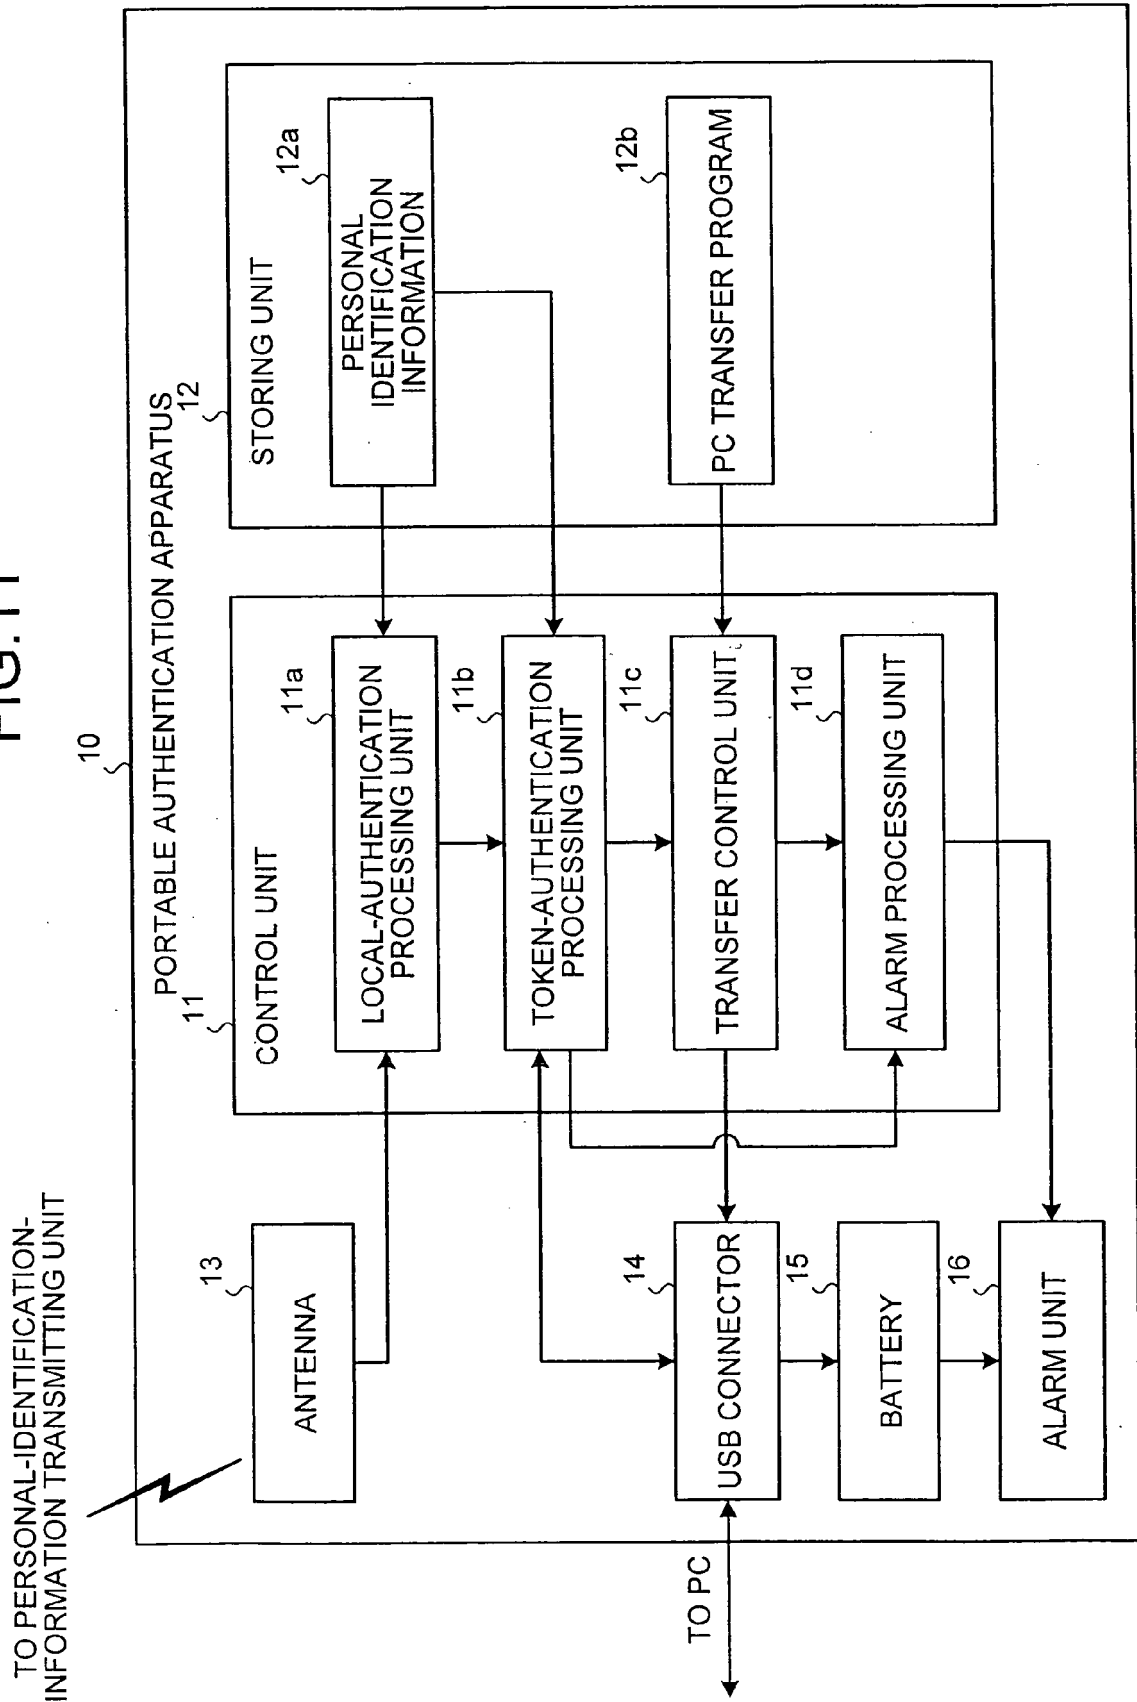 FIG.11
TO PERSONAL-IDENTIFICATION-
INFORMATION TRANSMITTING UNIT
10
PORTABLE AUTHENTICATION APPARATUS
13
ANTENNA
TO PC
14
USB CONNECTOR
15
BATTERY
16
ALARM UNIT
11
CONTROL UNIT
11a
LOCAL-AUTHENTICATION
PROCESSING UNIT
11b
TOKEN-AUTHENTICATION
PROCESSING UNIT
11c
TRANSFER CONTROL UNIT
11d
ALARM PROCESSING UNIT
12
STORING UNIT
12a
PERSONAL
IDENTIFICATION
INFORMATION
12b
PC TRANSFER PROGRAM